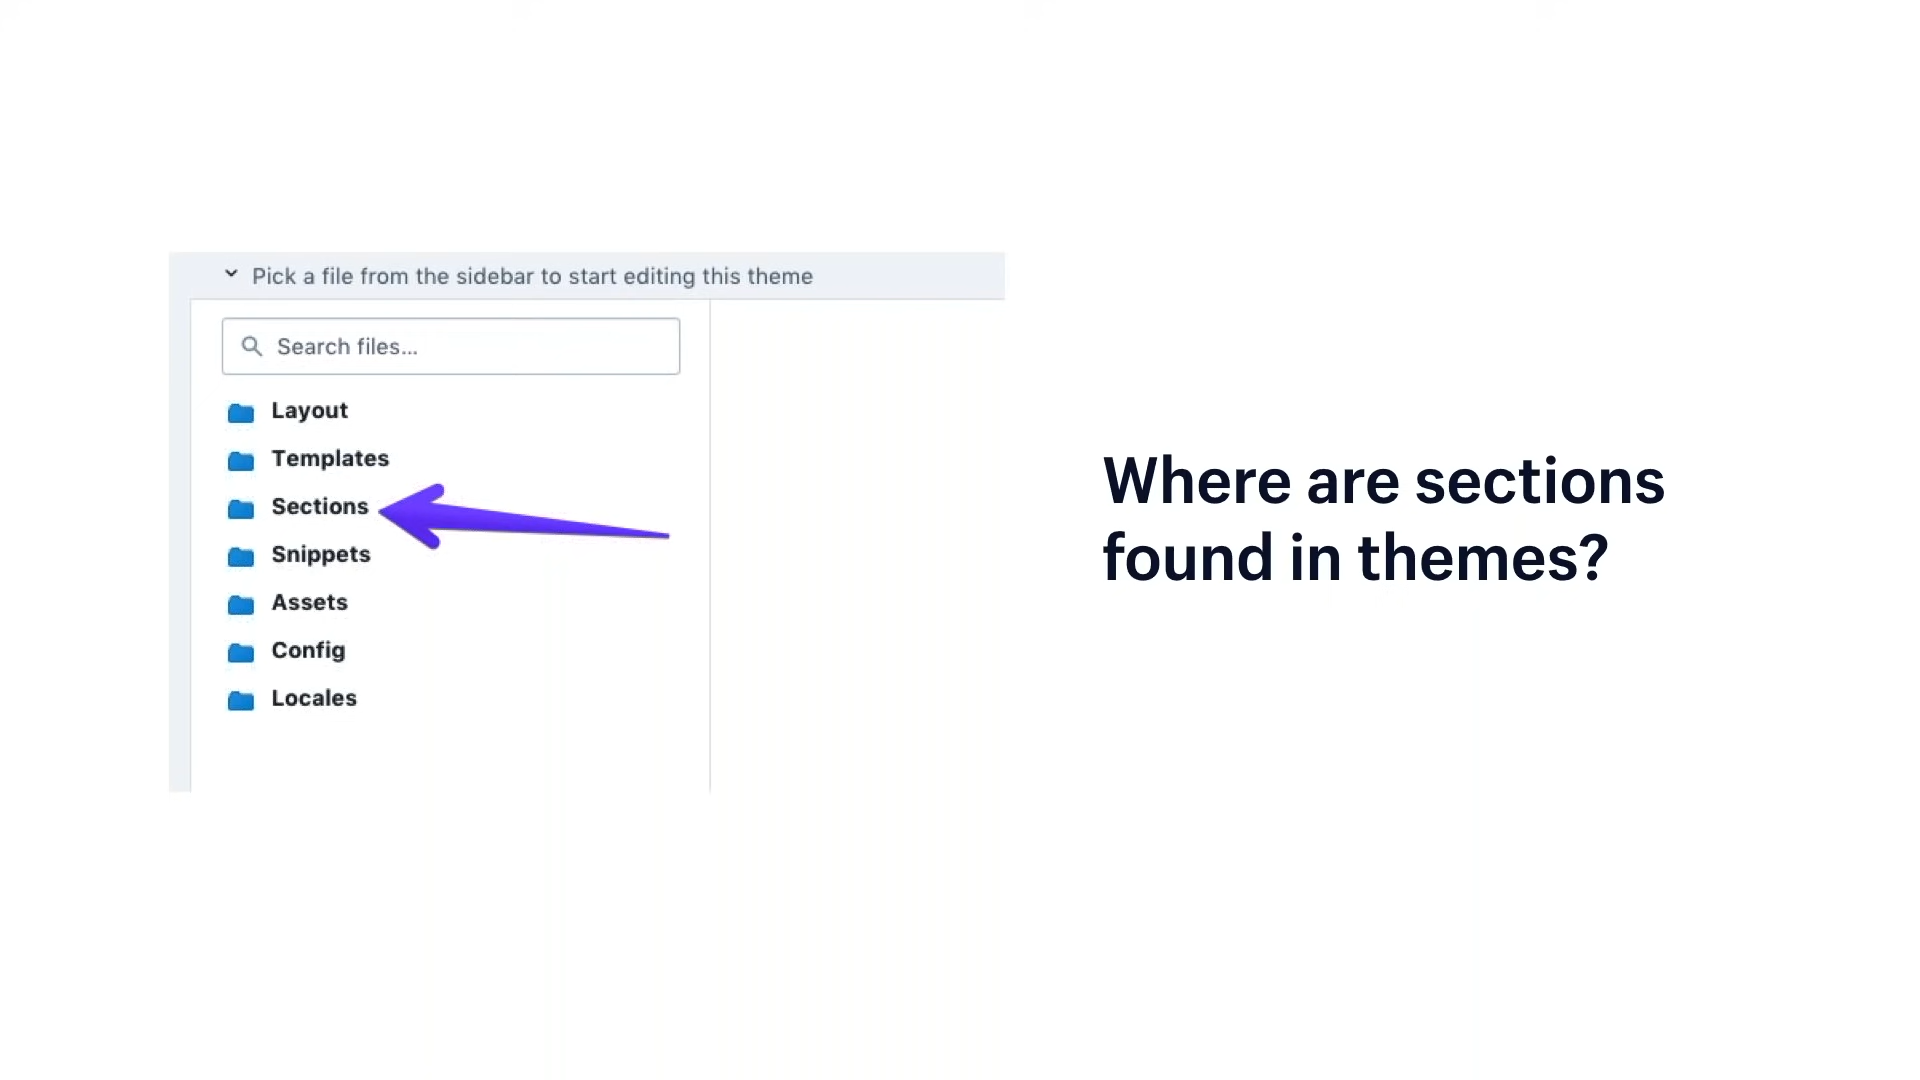 Pick a file from the sidebar to start editing this theme
Search files...
Layout
Templates
Sections
Snippets
Assets
Config
Locales
Where are sections
found in themes?